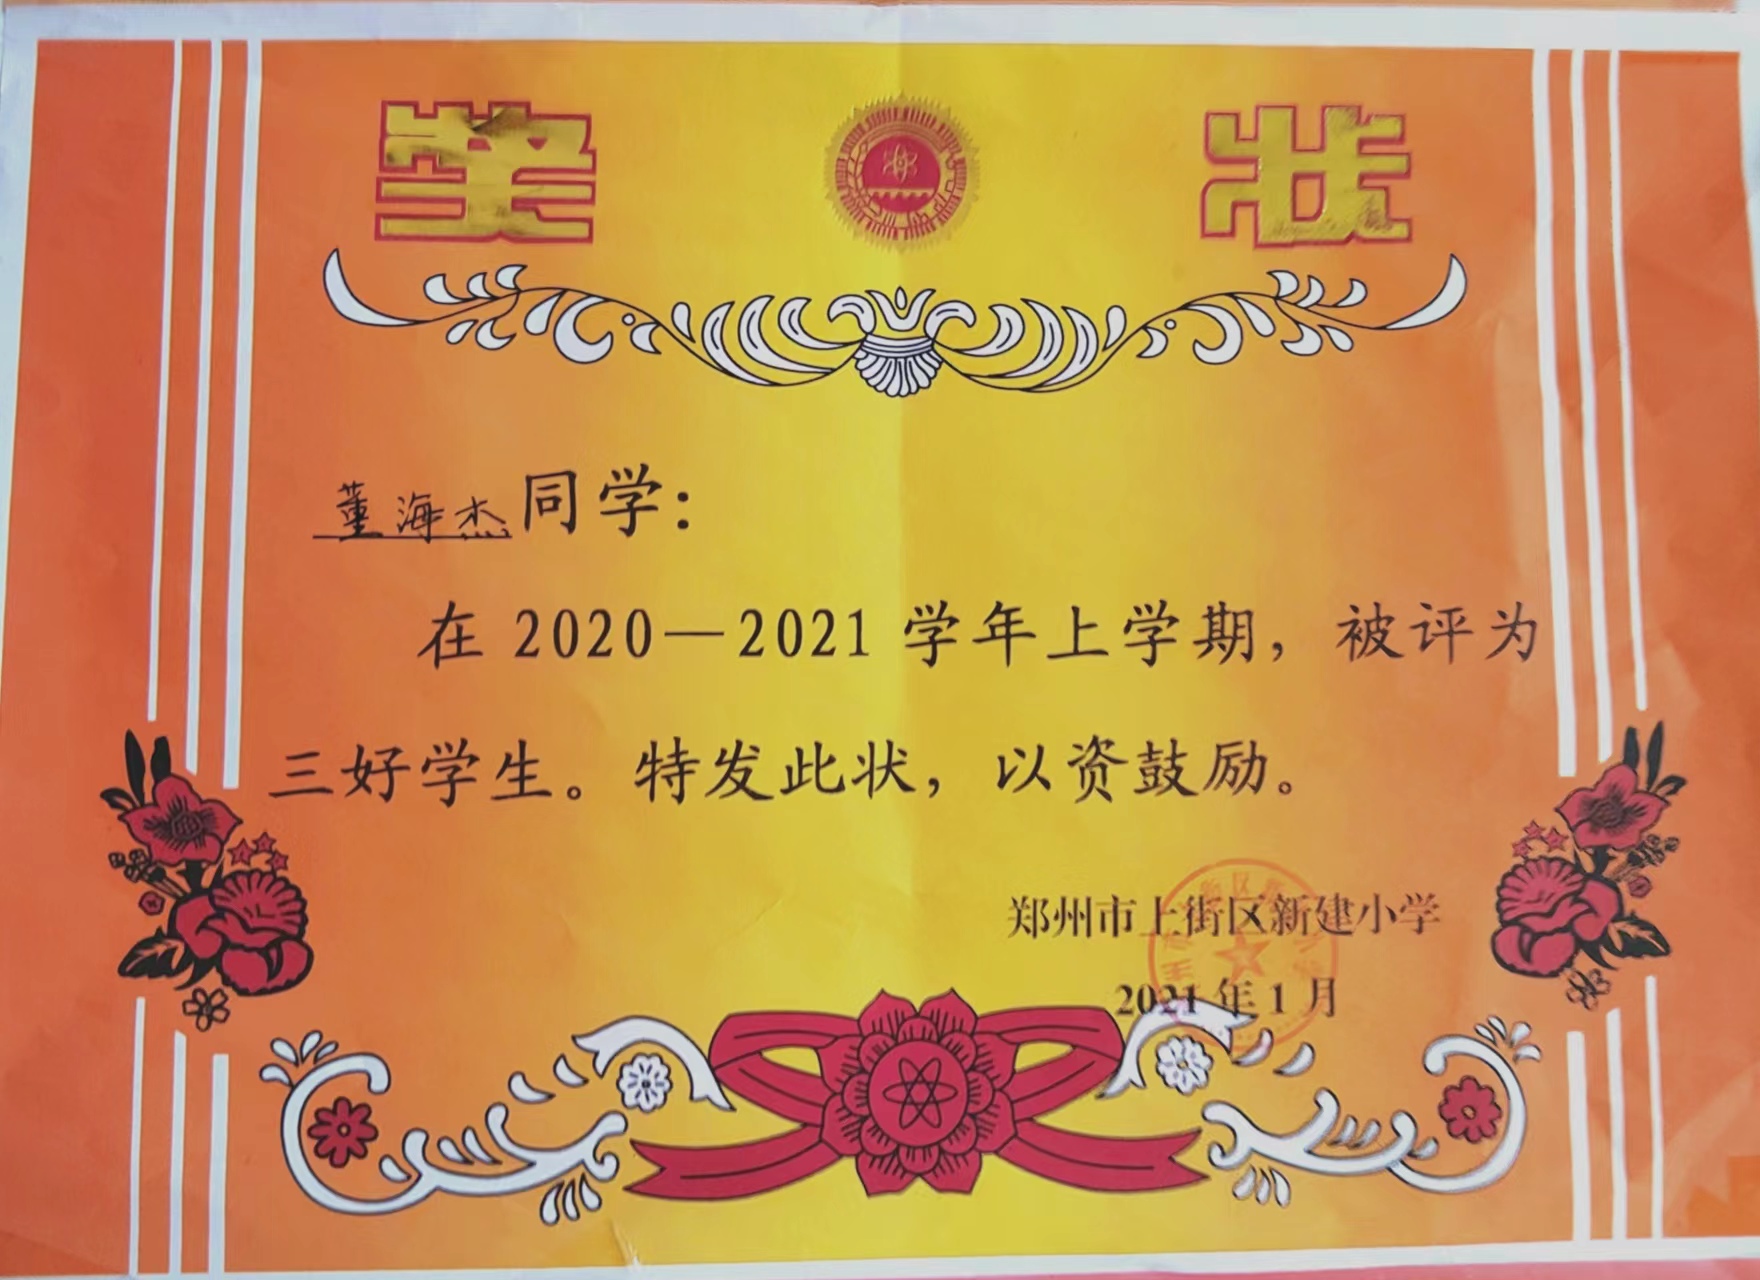 奖 状
董海杰同学：
在 2020—2021 学年上学期，被评为
三好学生。特发此状，以资鼓励。
郑州市上街区新建小学
2021 年 1 月